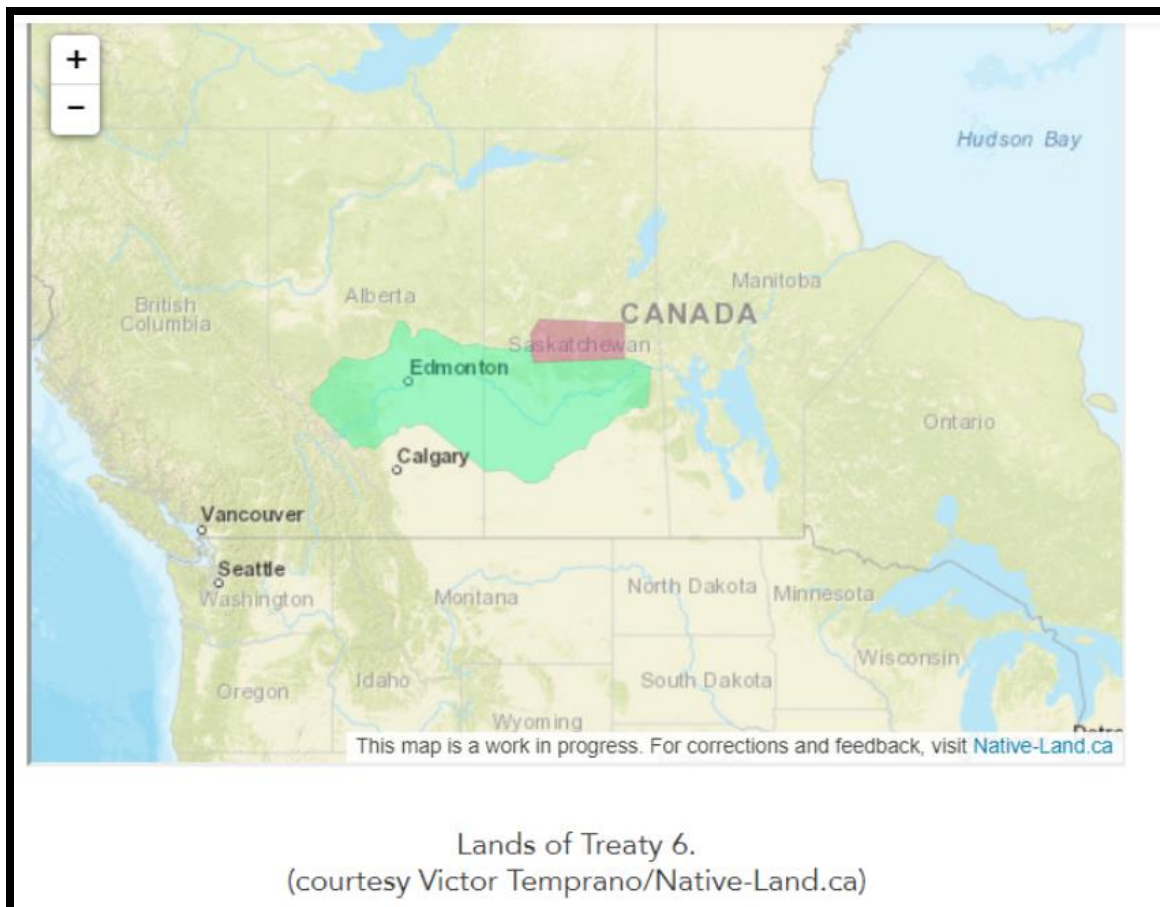 +
−
Hudson Bay
Manitoba
Alberta
British
Columbia
CANADA
Saskatchewan
Edmonton
Ontario
Calgary
Vancouver
Seattle
Washington
Montana
North Dakota
Minnesota
Wisconsin
Oregon
Idaho
South Dakota
Wyoming
This map is a work in progress. For corrections and feedback, visit Native-Land.ca
Lands of Treaty 6.
(courtesy Victor Temprano/Native-Land.ca)